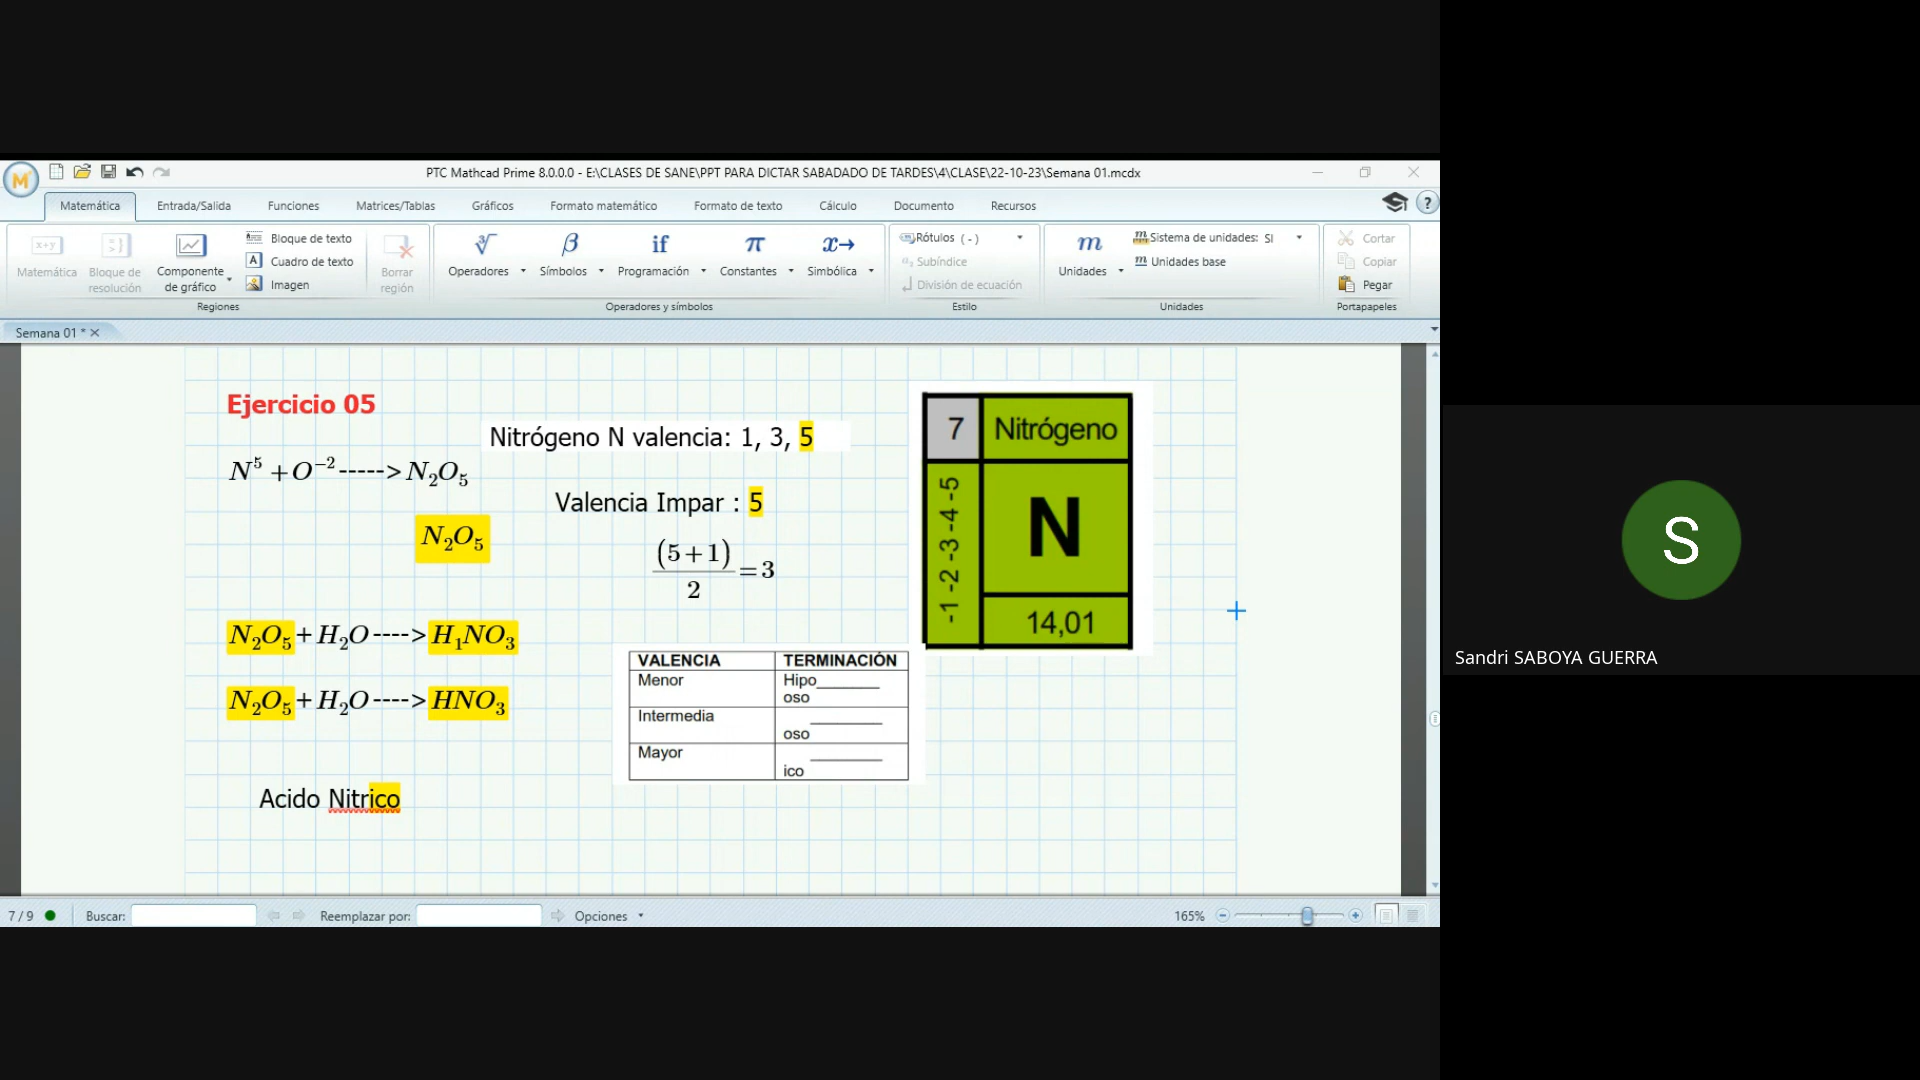 PTC Mathcad Prime 8.0.0.0 - E:\CLASES DE SANE\PPT PARA DICTAR SABADADO DE TARDES\4\CLASE\22-10-23\Semana 01.mcdx
Matemática Entrada/Salida Funciones Matrices/Tablas Gráficos Formato matemático Formato de texto Cálculo Documento Recursos ?
Matemática
Bloque de resolución
Componente de gráfico
Bloque de texto
Cuadro de texto
Imagen
Borrar región
Regiones
Operadores Símbolos Programación Constantes Simbólica
Operadores y símbolos
Rótulos ( - )
Subíndice
División de ecuación
Estilo
Unidades
Sistema de unidades: SI
Unidades base
Unidades
Cortar
Copiar
Pegar
Portapapeles
Semana 01 *
Ejercicio 05
Nitrógeno N valencia: 1, 3, 5
N⁵ + O⁻² -----> N₂O₅
Valencia Impar : 5
N₂O₅
(5+1)/2 = 3
N₂O₅ + H₂O ----> H₁NO₃
N₂O₅ + H₂O ----> HNO₃
Acido Nitrico
VALENCIA TERMINACIÓN
Menor Hipo________
oso
Intermedia ________
oso
Mayor ________
ico
7 Nitrógeno
-1 -2 -3 -4 -5
N
14,01
7 / 9 Buscar: Reemplazar por: Opciones 165%
S
Sandri SABOYA GUERRA